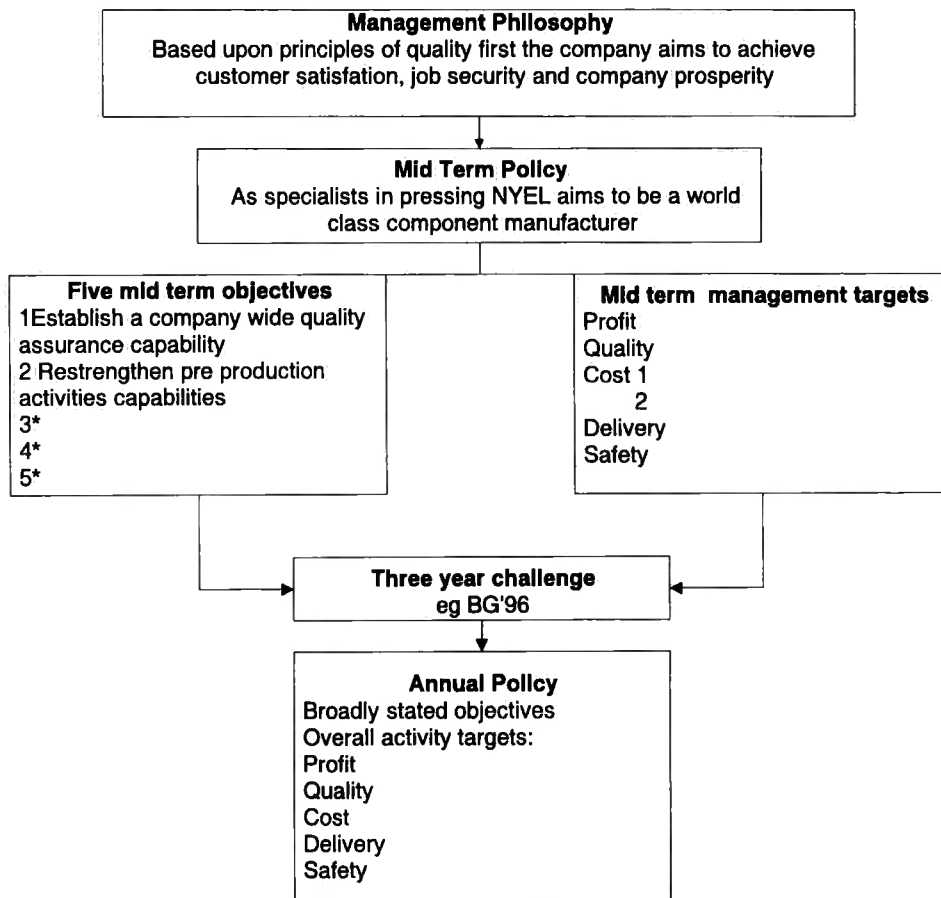 Management Philosophy
Based upon principles of quality first the company aims to achieve
customer satisfation, job security and company prosperity
Mid Term Policy
As specialists in pressing NYEL aims to be a world
class component manufacturer
Five mid term objectives
1Establish a company wide quality
assurance capability
2 Restrengthen pre production
activities capabilities
3*
4*
5*
Mid term management targets
Profit
Quality
Cost 1
2
Delivery
Safety
Three year challenge
eg BG'96
Annual Policy
Broadly stated objectives
Overall activity targets:
Profit
Quality
Cost
Delivery
Safety